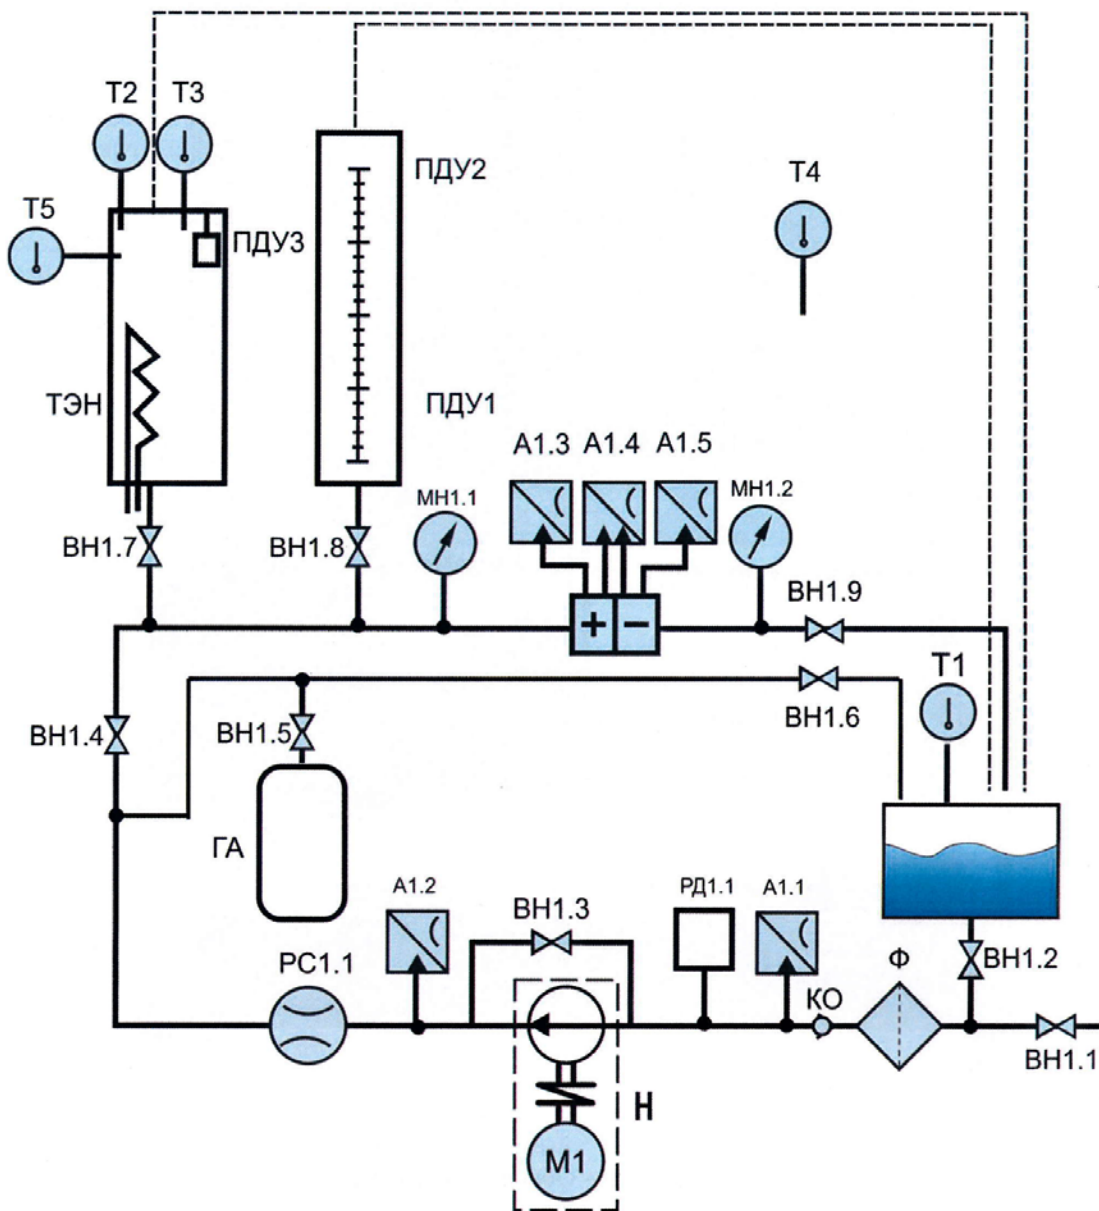 Т2
Т3
Т5
ПДУ3
ПДУ2
Т4
ТЭН
ПДУ1
А1.3
А1.4
А1.5
МН1.1
МН1.2
ВН1.7
ВН1.8
ВН1.9
+
−
Т1
ВН1.4
ВН1.5
ВН1.6
ГА
А1.2
ВН1.3
РД1.1
А1.1
РС1.1
КО
Ф
ВН1.2
ВН1.1
Н
М1